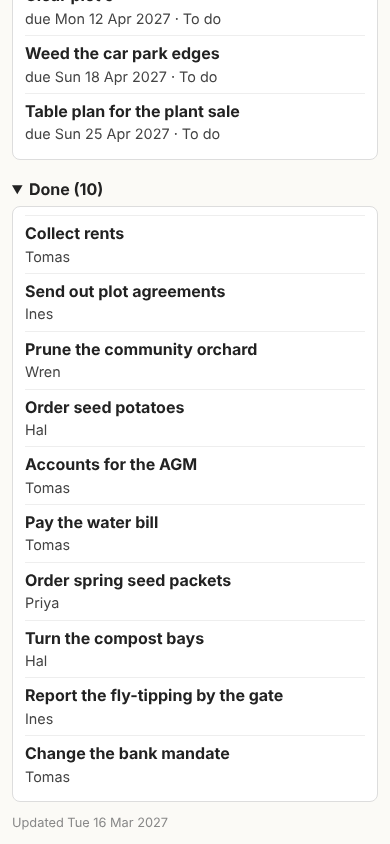 due Mon 12 Apr 2027 · To do
Weed the car park edges
due Sun 18 Apr 2027 · To do
Table plan for the plant sale
due Sun 25 Apr 2027 · To do
▼ Done (10)
Collect rents
Tomas
Send out plot agreements
Ines
Prune the community orchard
Wren
Order seed potatoes
Hal
Accounts for the AGM
Tomas
Pay the water bill
Tomas
Order spring seed packets
Priya
Turn the compost bays
Hal
Report the fly-tipping by the gate
Ines
Change the bank mandate
Tomas
Updated Tue 16 Mar 2027